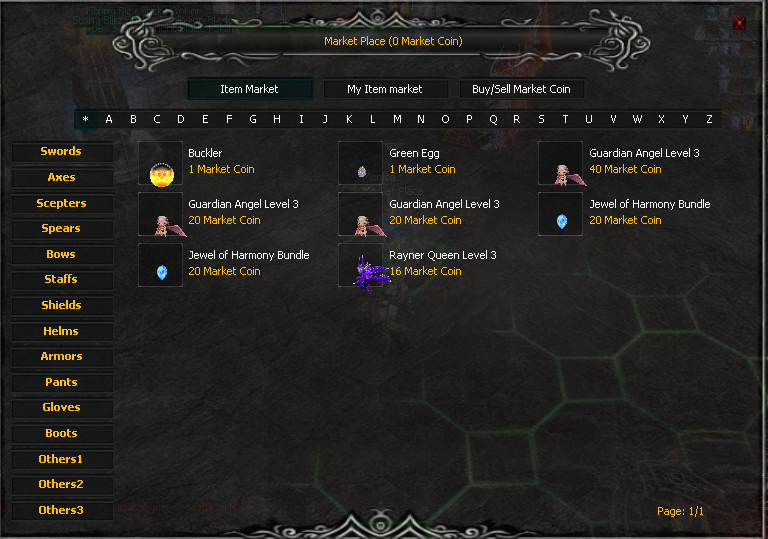 Market Place (0 Market Coin)
Item Market
My Item market
Buy/Sell Market Coin
* A B C D E F G H I J K L M N O P Q R S T U V W X Y Z
Swords
Axes
Scepters
Spears
Bows
Staffs
Shields
Helms
Armors
Pants
Gloves
Boots
Others1
Others2
Others3
Buckler
1 Market Coin
Green Egg
1 Market Coin
Guardian Angel Level 3
40 Market Coin
Guardian Angel Level 3
20 Market Coin
Guardian Angel Level 3
20 Market Coin
Jewel of Harmony Bundle
20 Market Coin
Jewel of Harmony Bundle
20 Market Coin
Rayner Queen Level 3
16 Market Coin
Page: 1/1